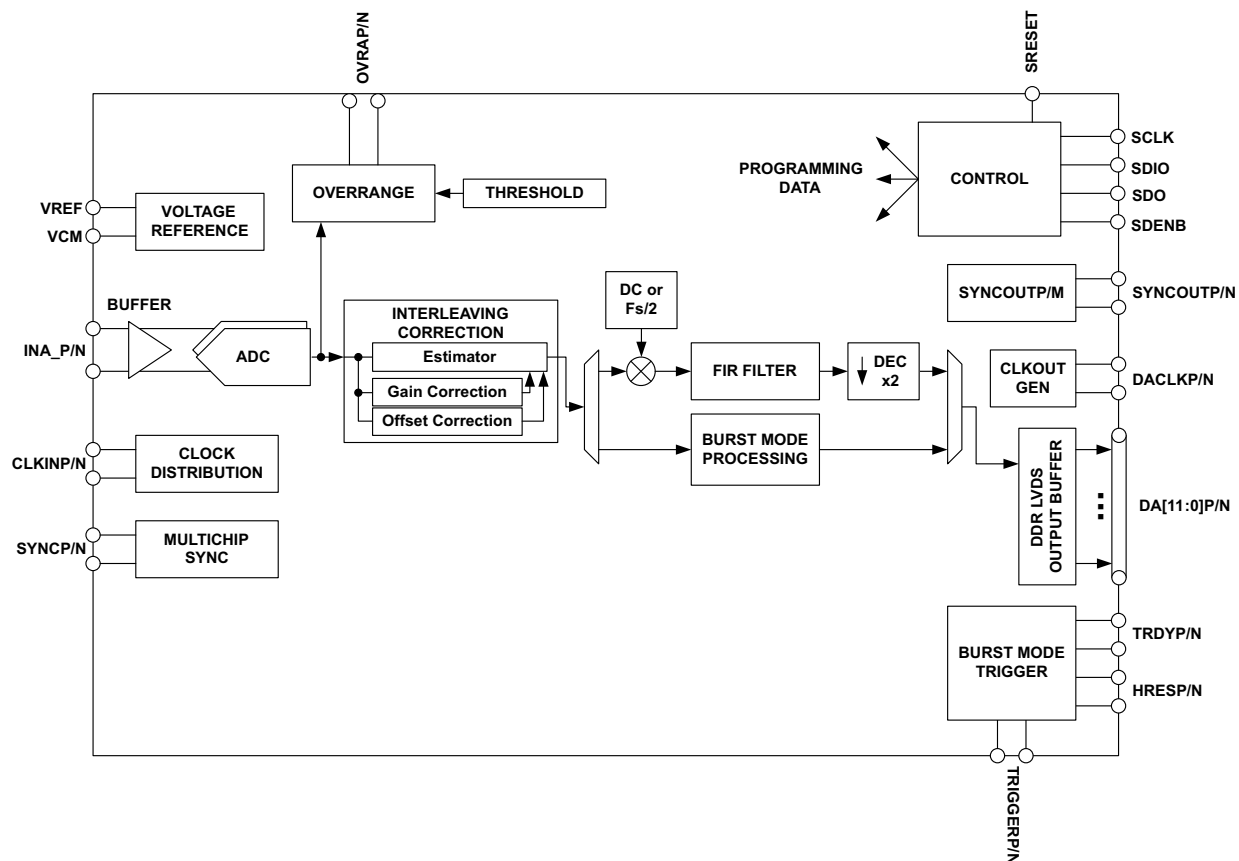 OVRAP/N
SRESET
SCLK
SDIO
SDO
SDENB
PROGRAMMING
DATA
CONTROL
OVERRANGE
THRESHOLD
VREF
VCM
VOLTAGE
REFERENCE
SYNCOUTP/M
SYNCOUTP/N
BUFFER
INA_P/N
ADC
INTERLEAVING
CORRECTION
Estimator
Gain Correction
Offset Correction
DC or
Fs/2
FIR FILTER
DEC
x2
BURST MODE
PROCESSING
CLKOUT
GEN
DACLKP/N
CLKINP/N
CLOCK
DISTRIBUTION
DDR LVDS
OUTPUT BUFFER
...
DA[11:0]P/N
SYNCP/N
MULTICHIP
SYNC
BURST MODE
TRIGGER
TRDYP/N
HRESP/N
TRIGGERP/N